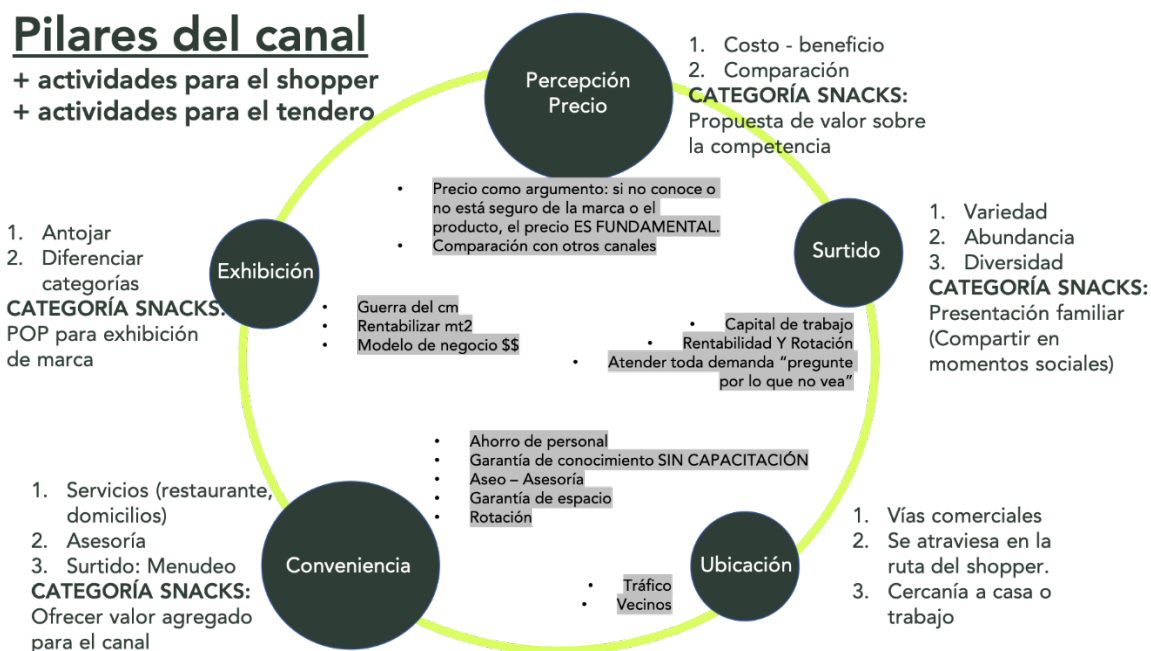 Pilares del canal
+ actividades para el shopper
+ actividades para el tendero
Percepción
Precio
1. Costo - beneficio
2. Comparación
CATEGORÍA SNACKS:
Propuesta de valor sobre
la competencia
• Precio como argumento: si no conoce o
no está seguro de la marca o el
producto, el precio ES FUNDAMENTAL.
• Comparación con otros canales
Exhibición
1. Antojar
2. Diferenciar
categorías
CATEGORÍA SNACKS:
POP para exhibición
de marca
• Guerra del cm
• Rentabilizar mt2
• Modelo de negocio $$
Surtido
1. Variedad
2. Abundancia
3. Diversidad
CATEGORÍA SNACKS:
Presentación familiar
(Compartir en
momentos sociales)
• Capital de trabajo
• Rentabilidad Y Rotación
• Atender toda demanda “pregunte
por lo que no vea”
• Ahorro de personal
• Garantía de conocimiento SIN CAPACITACIÓN
• Aseo – Asesoría
• Garantía de espacio
• Rotación
Conveniencia
1. Servicios (restaurante,
domicilios)
2. Asesoría
3. Surtido: Menudeo
CATEGORÍA SNACKS:
Ofrecer valor agregado
para el canal
Ubicación
• Tráfico
• Vecinos
1. Vías comerciales
2. Se atraviesa en la
ruta del shopper.
3. Cercanía a casa o
trabajo